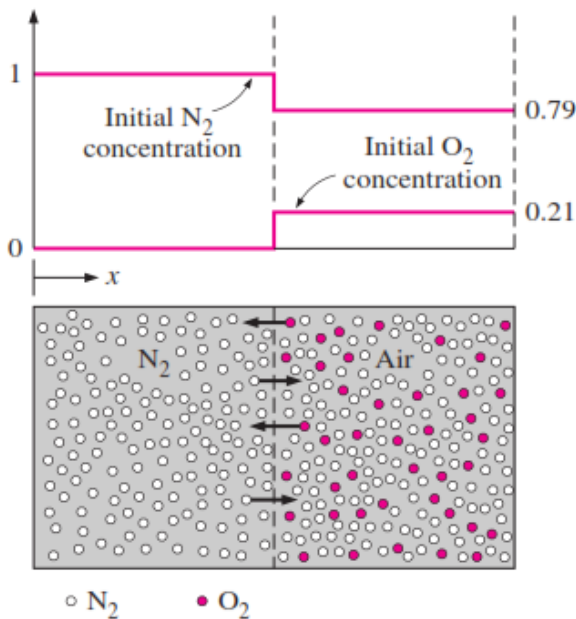 1
Initial N₂
concentration
0.79
Initial O₂
concentration
0.21
0
x
N₂
Air
N₂
O₂